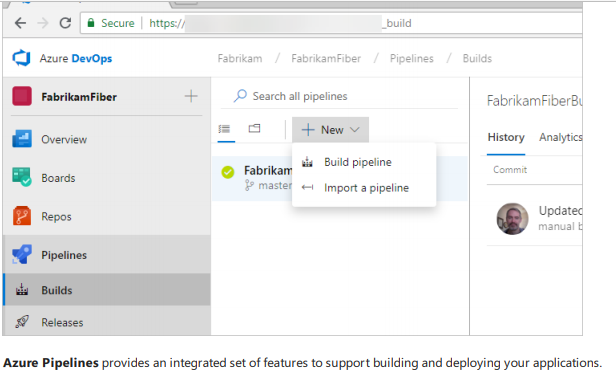 Secure https:// _build
Azure DevOps Fabrikam / FabrikamFiber / Pipelines / Builds
FabrikamFiber
Search all pipelines
FabrikamFiberBu
Overview
New
History Analytics
Boards
Build pipeline
Fabrikam
Commit
master
Import a pipeline
Repos
Updated
manual b
Pipelines
Builds
Releases
Azure Pipelines provides an integrated set of features to support building and deploying your applications.